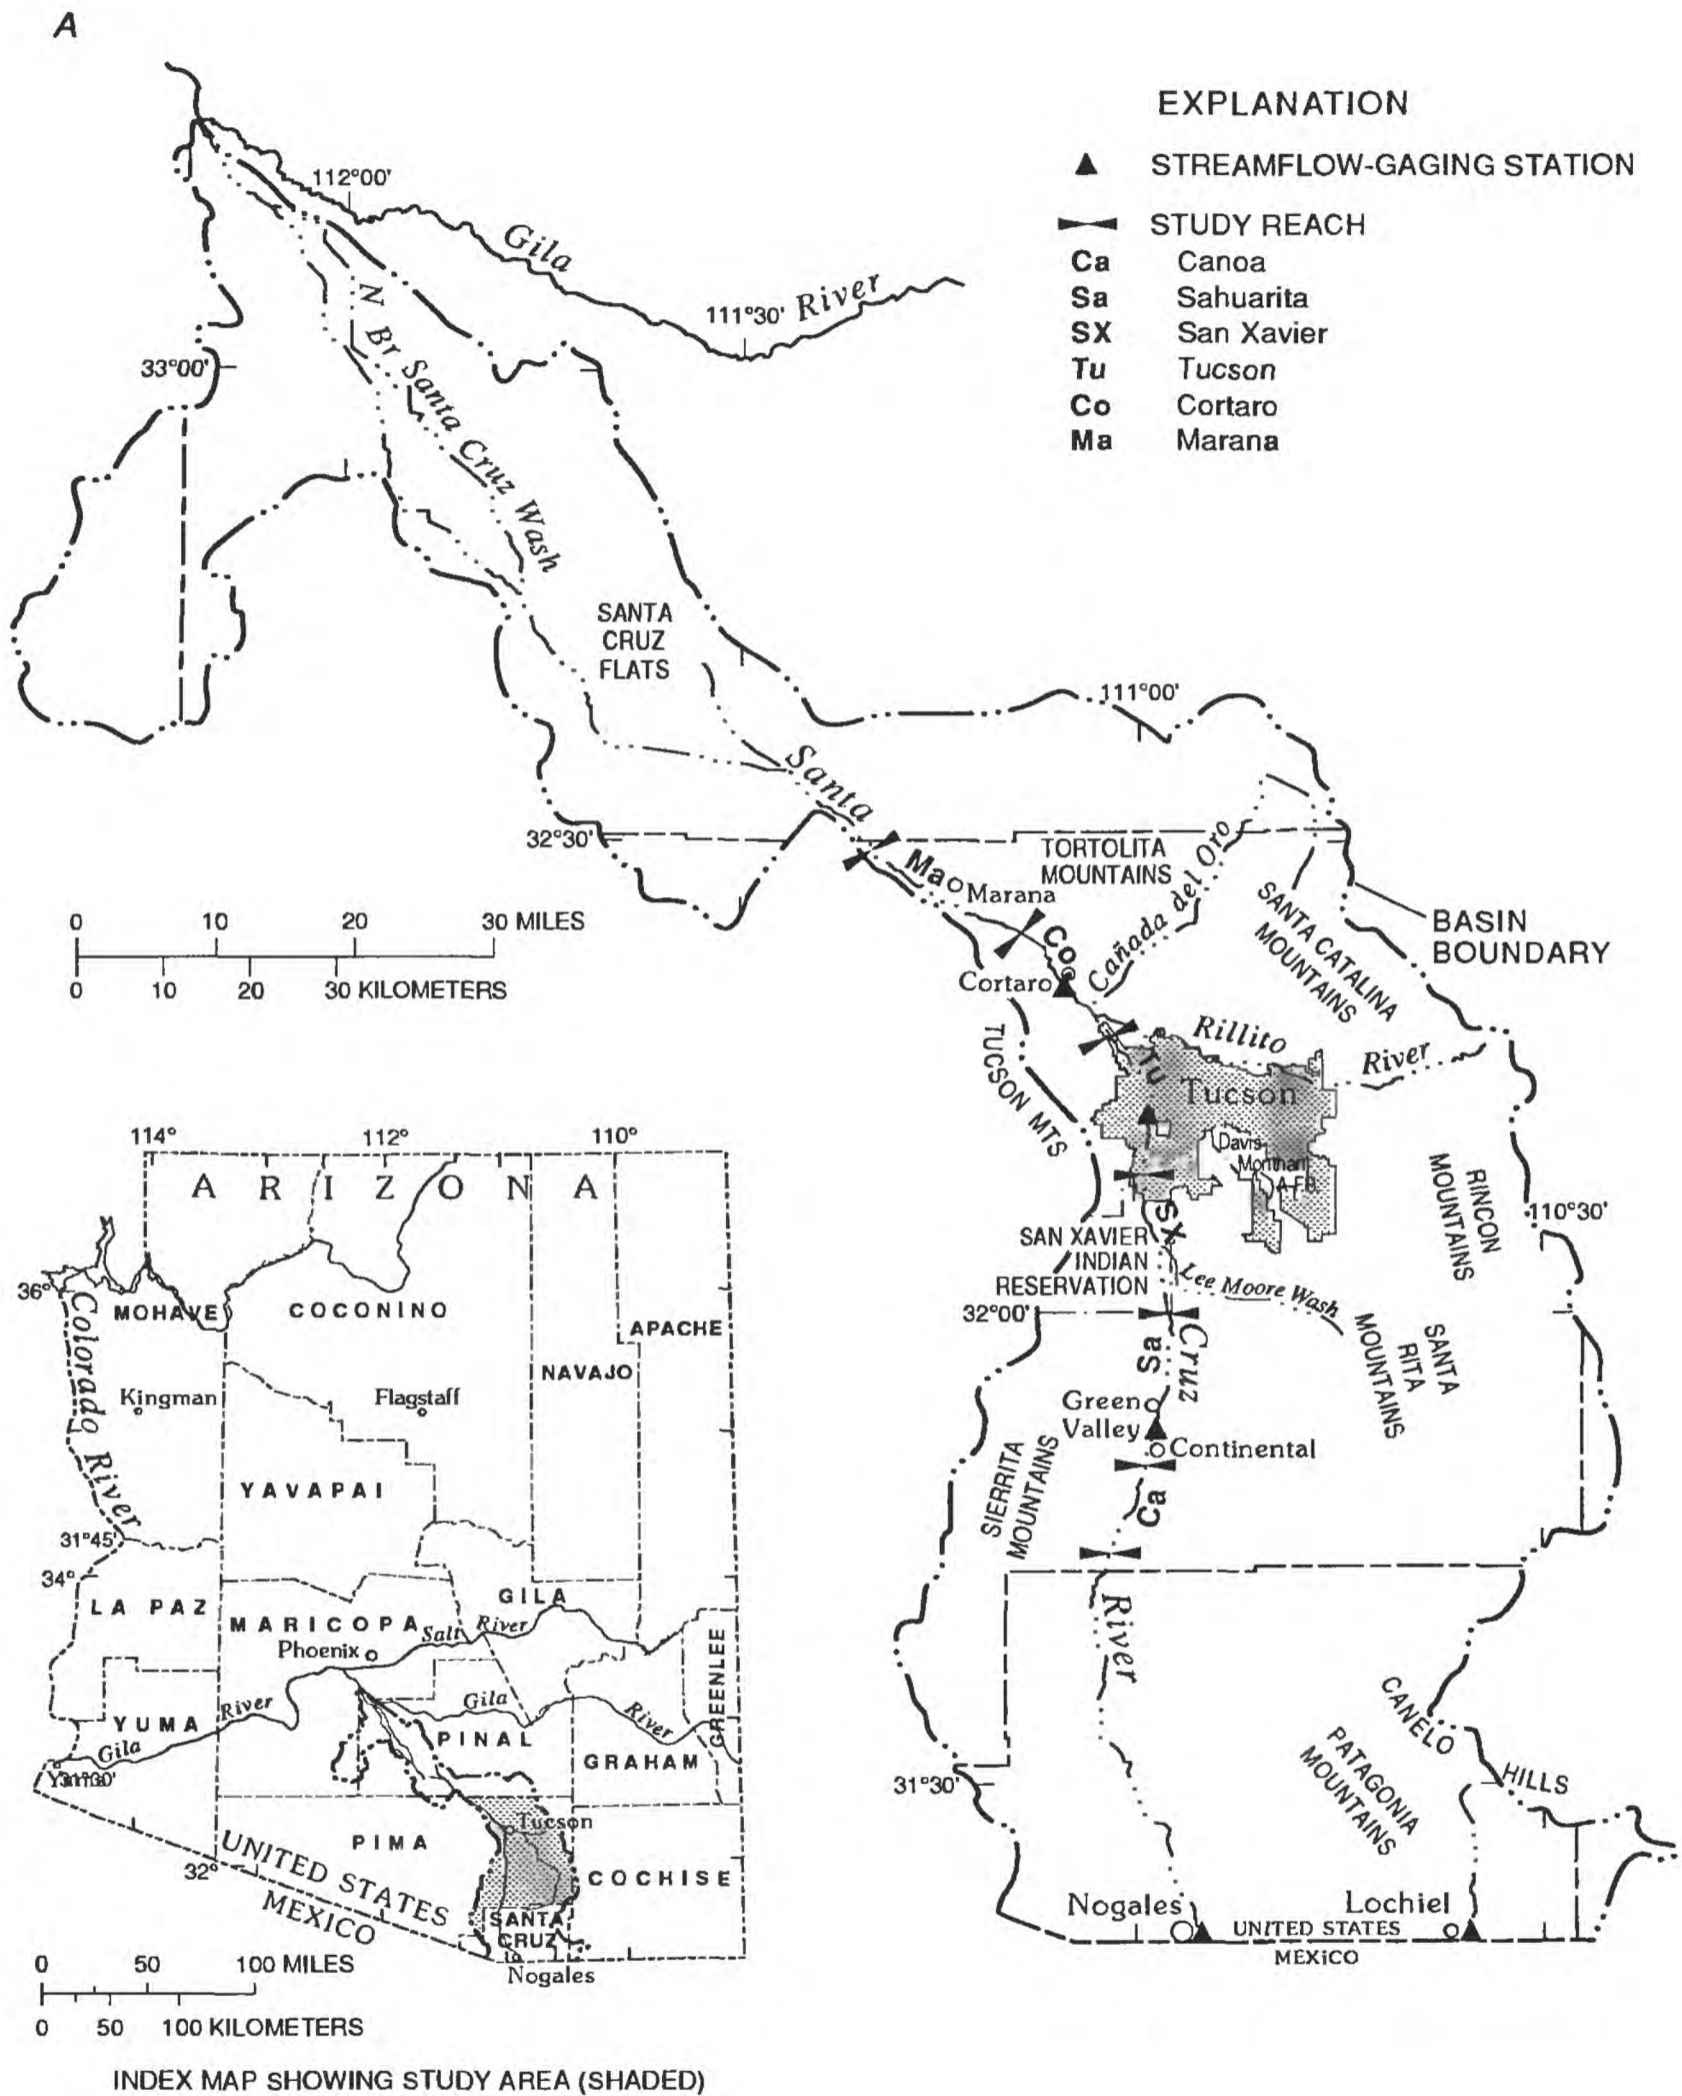 A
EXPLANATION
STREAMFLOW-GAGING STATION
STUDY REACH
Ca Canoa
Sa Sahuarita
SX San Xavier
Tu Tucson
Co Cortaro
Ma Marana
112°00'
Gila
111°30' River
33°00'
N Br Santa Cruz Wash
SANTA
CRUZ
FLATS
111°00'
Santa
32°30'
TORTOLITA
MOUNTAINS
Ma
Marana
Cañada del Oro
SANTA CATALINA
MOUNTAINS
BASIN
BOUNDARY
0 10 20 30 MILES
0 10 20 30 KILOMETERS
Co
Cortaro
TUCSON MTS
Rillito
River
Tu
Tucson
Davis
Monthan
A.F.B.
RINCON
MOUNTAINS
110°30'
SX
SAN XAVIER
INDIAN
RESERVATION
Lee Moore Wash
32°00'
Sa
Cruz
SANTA
RITA
MOUNTAINS
Green
Valley
Continental
SIERRITA
MOUNTAINS
Ca
River
CANELO
HILLS
PATAGONIA
MOUNTAINS
31°30'
Nogales
Lochiel
UNITED STATES
MEXICO
114° 112° 110°
ARIZONA
36°
Colorado River
MOHAVE
COCONINO
APACHE
NAVAJO
Kingman
Flagstaff
YAVAPAI
31°45'
34°
LA PAZ
MARICOPA
GILA
Salt River
Phoenix
GREENLEE
YUMA
Gila River
Gila River
PINAL
GRAHAM
31°30'
PIMA
Tucson
COCHISE
32°
UNITED STATES
MEXICO
SANTA
CRUZ
Nogales
0 50 100 MILES
0 50 100 KILOMETERS
INDEX MAP SHOWING STUDY AREA (SHADED)